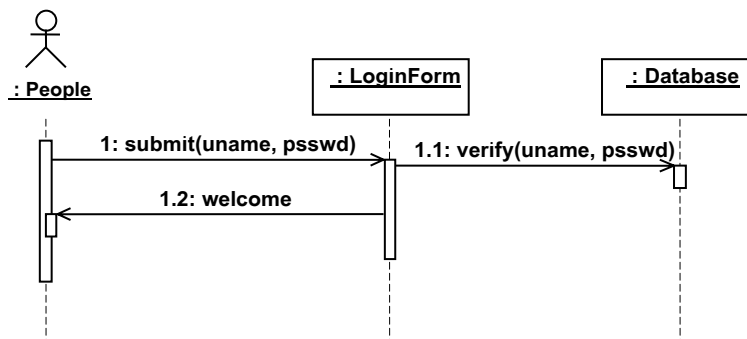 : People
: LoginForm
: Database
1: submit(uname, psswd)
1.1: verify(uname, psswd)
1.2: welcome